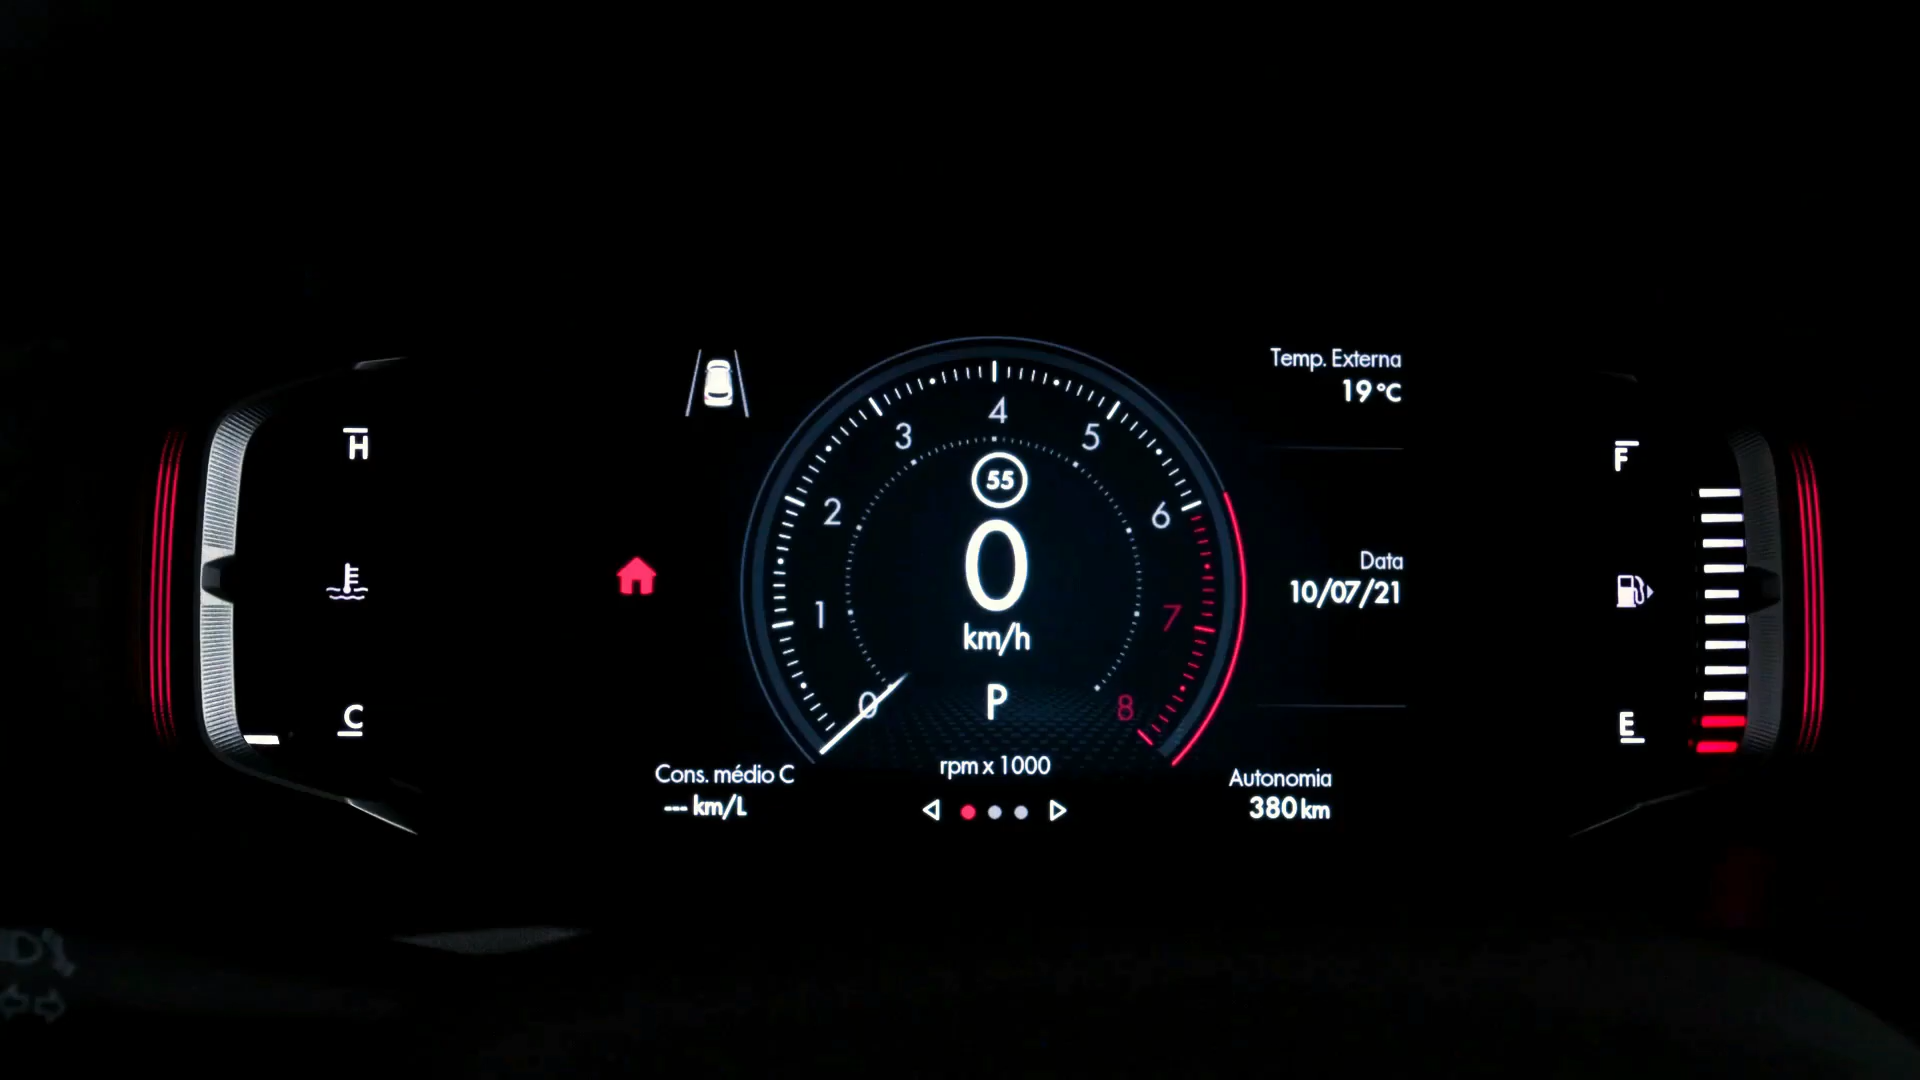 H
C
Cons. médio C
--- km/L
0
1
2
3
4
5
6
7
8
55
0
km/h
P
rpm x 1000
Temp. Externa
19 °C
Data
10/07/21
Autonomia
380 km
F
E